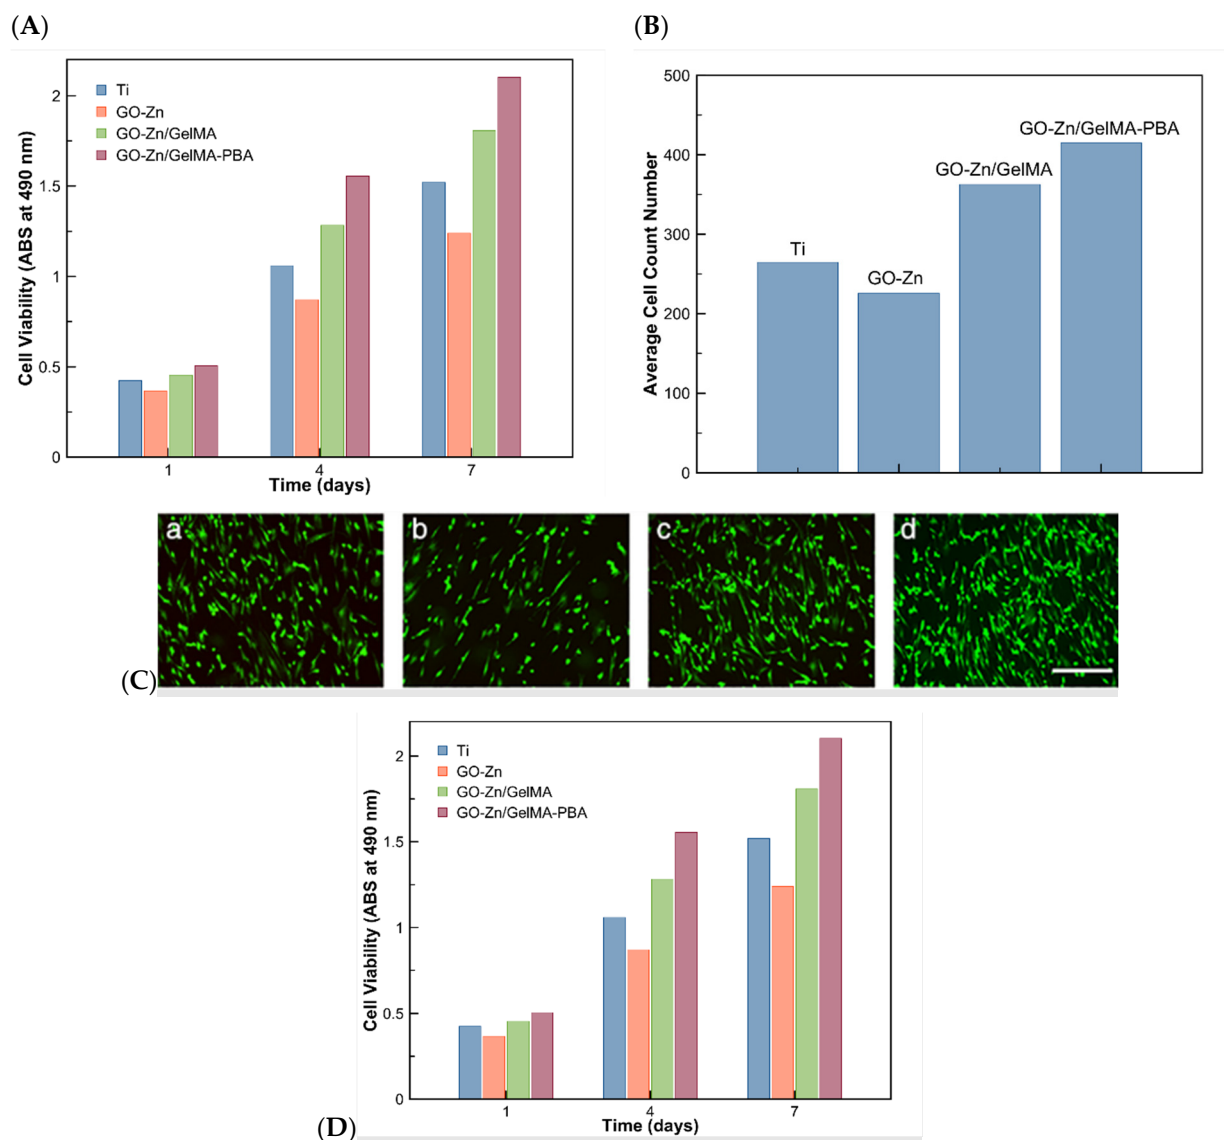 (A)
Ti
GO-Zn
GO-Zn/GelMA
GO-Zn/GelMA-PBA
Cell Viability (ABS at 490 nm)
2
1.5
1
0.5
0
1 4 7
Time (days)
(B)
Average Cell Count Number
500
400
300
200
100
0
Ti
GO-Zn
GO-Zn/GelMA
GO-Zn/GelMA-PBA
(C)
a
b
c
d
(D)
Ti
GO-Zn
GO-Zn/GelMA
GO-Zn/GelMA-PBA
Cell Viability (ABS at 490 nm)
2
1.5
1
0.5
0
1 4 7
Time (days)